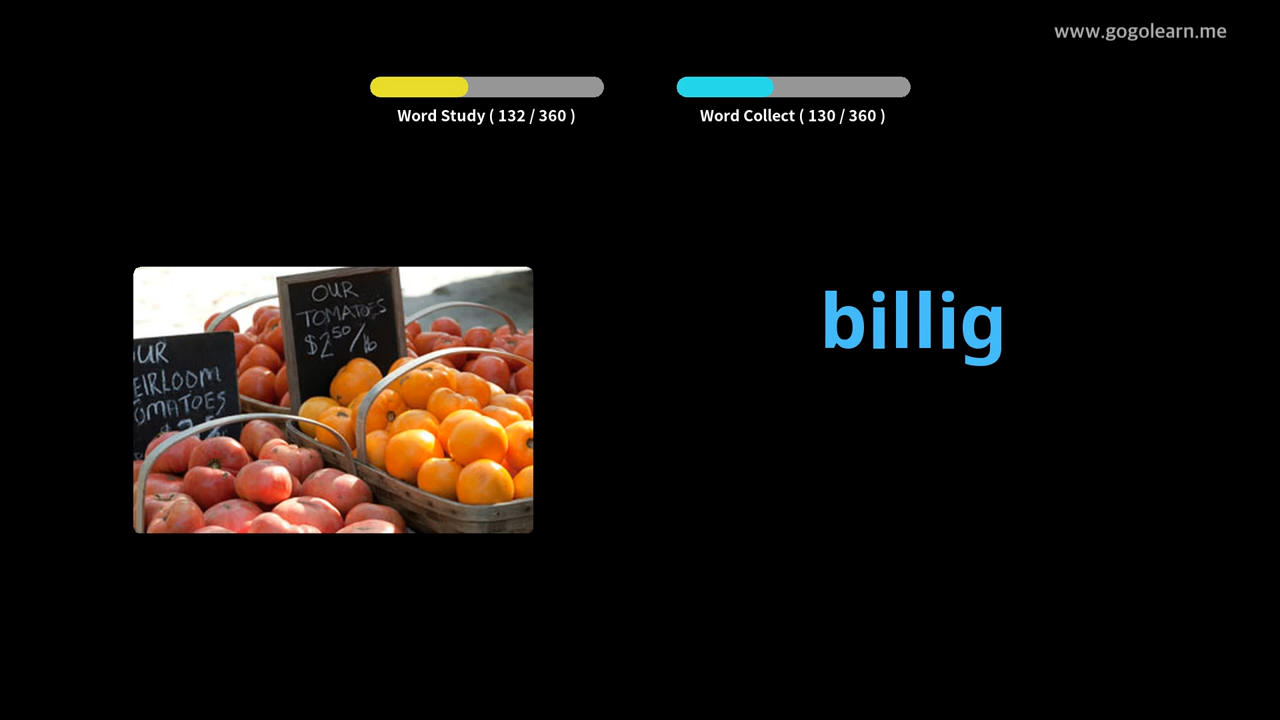 www.gogolearn.me
Word Study ( 132 / 360 )
Word Collect ( 130 / 360 )
OUR
TOMATOES
$2.50/lb
UR
EIRLOOM
OMATOES
billig